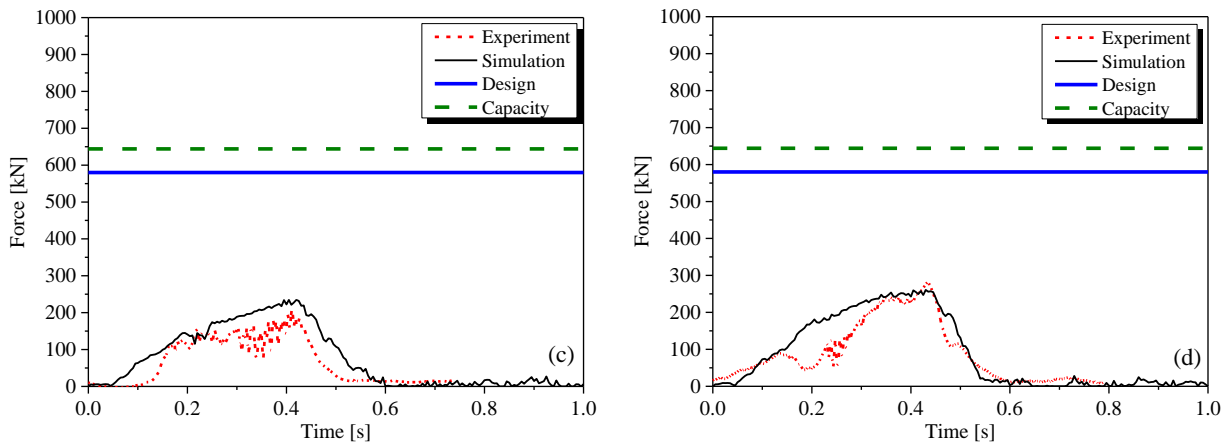 1000
900
800
700
600
500
400
300
200
100
0
Force [kN]
0.0 0.2 0.4 0.6 0.8 1.0
Time [s]
Experiment
Simulation
Design
Capacity
(c)
1000
900
800
700
600
500
400
300
200
100
0
Force [kN]
0.0 0.2 0.4 0.6 0.8 1.0
Time [s]
Experiment
Simulation
Design
Capacity
(d)